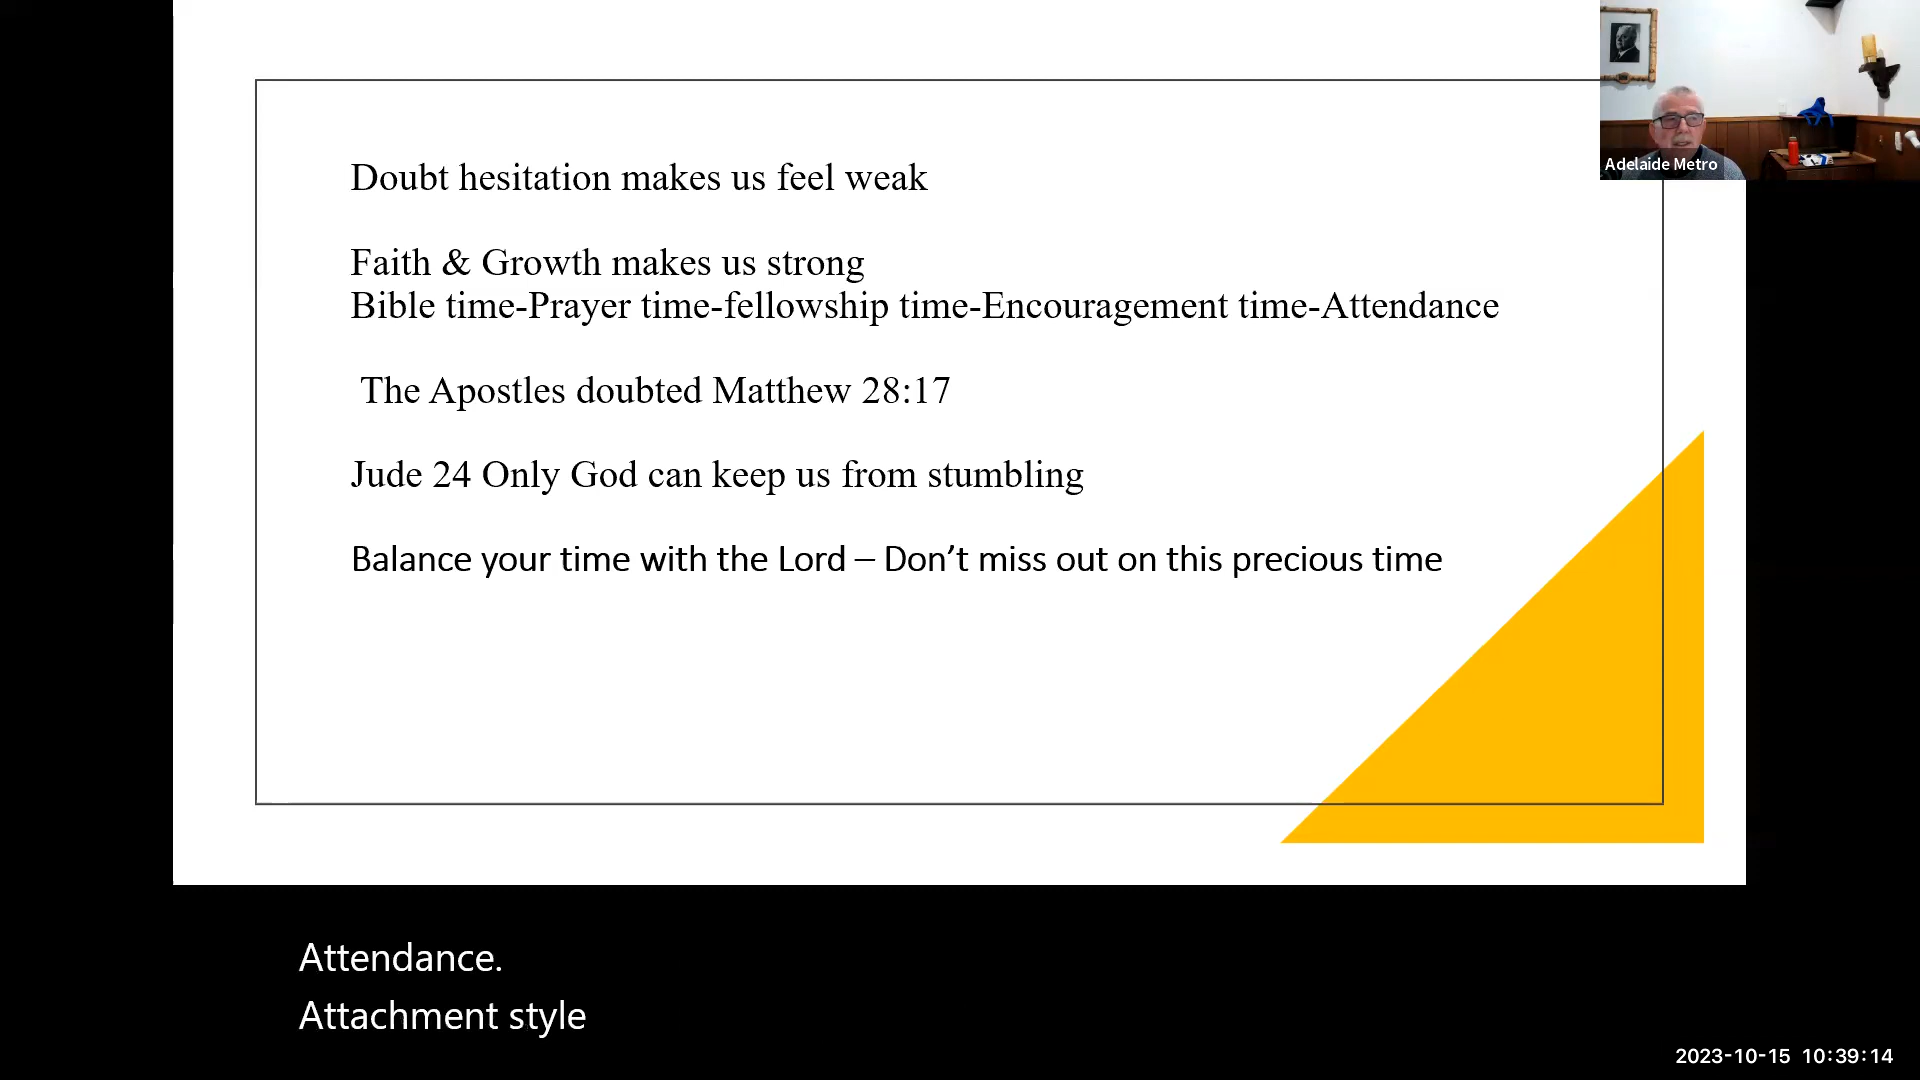 Doubt hesitation makes us feel weak
Faith & Growth makes us strong
Bible time-Prayer time-fellowship time-Encouragement time-Attendance
The Apostles doubted Matthew 28:17
Jude 24 Only God can keep us from stumbling
Balance your time with the Lord – Don’t miss out on this precious time
Adelaide Metro
Attendance.
Attachment style
2023-10-15 10:39:14